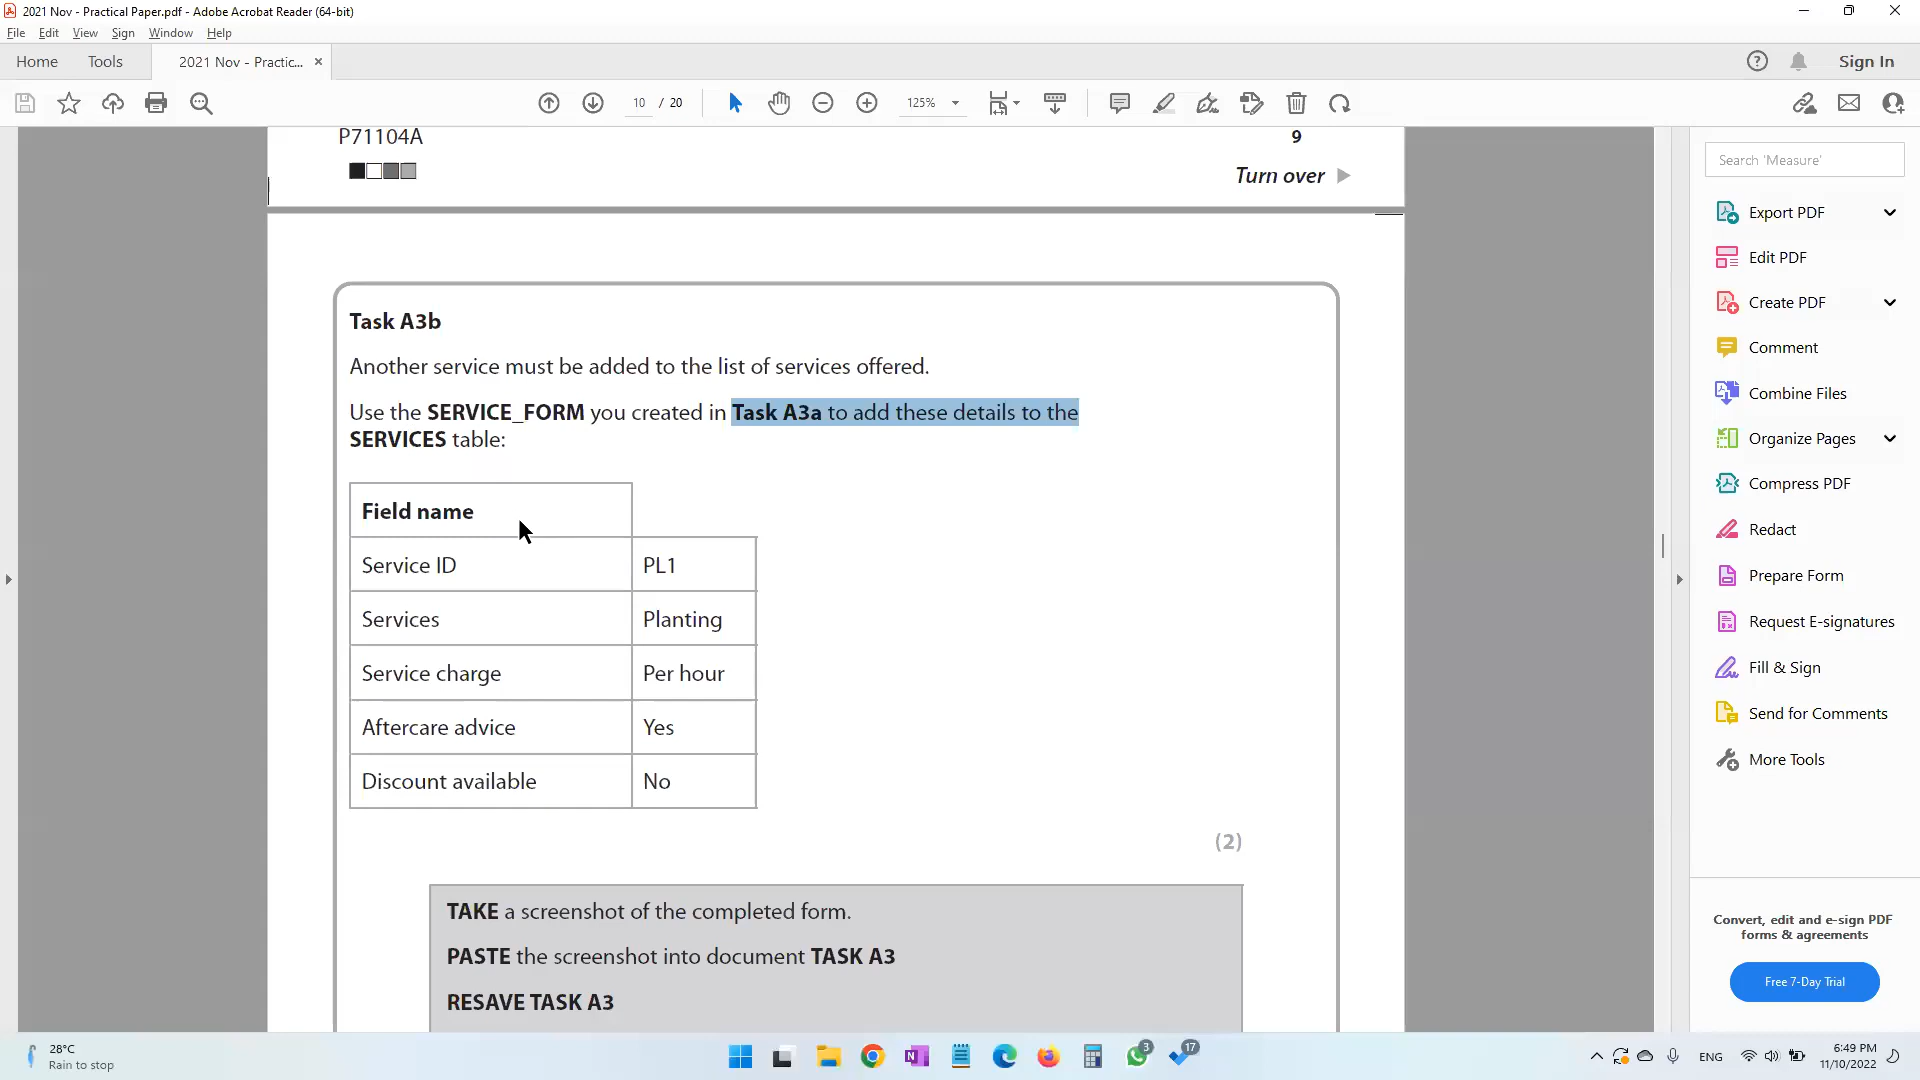 2021 Nov - Practical Paper.pdf - Adobe Acrobat Reader (64-bit)
File Edit View Sign Window Help
Home Tools 2021 Nov - Practic... × Sign In
10 / 20 125%
P71104A 9
Turn over
Task A3b
Another service must be added to the list of services offered.
Use the SERVICE_FORM you created in Task A3a to add these details to the
SERVICES table:
Field name
Service ID PL1
Services Planting
Service charge Per hour
Aftercare advice Yes
Discount available No
(2)
TAKE a screenshot of the completed form.
PASTE the screenshot into document TASK A3
RESAVE TASK A3
Search 'Measure'
Export PDF
Edit PDF
Create PDF
Comment
Combine Files
Organize Pages
Compress PDF
Redact
Prepare Form
Request E-signatures
Fill & Sign
Send for Comments
More Tools
Convert, edit and e-sign PDF
forms & agreements
Free 7-Day Trial
28°C
Rain to stop
3
17
ENG
6:49 PM
11/10/2022